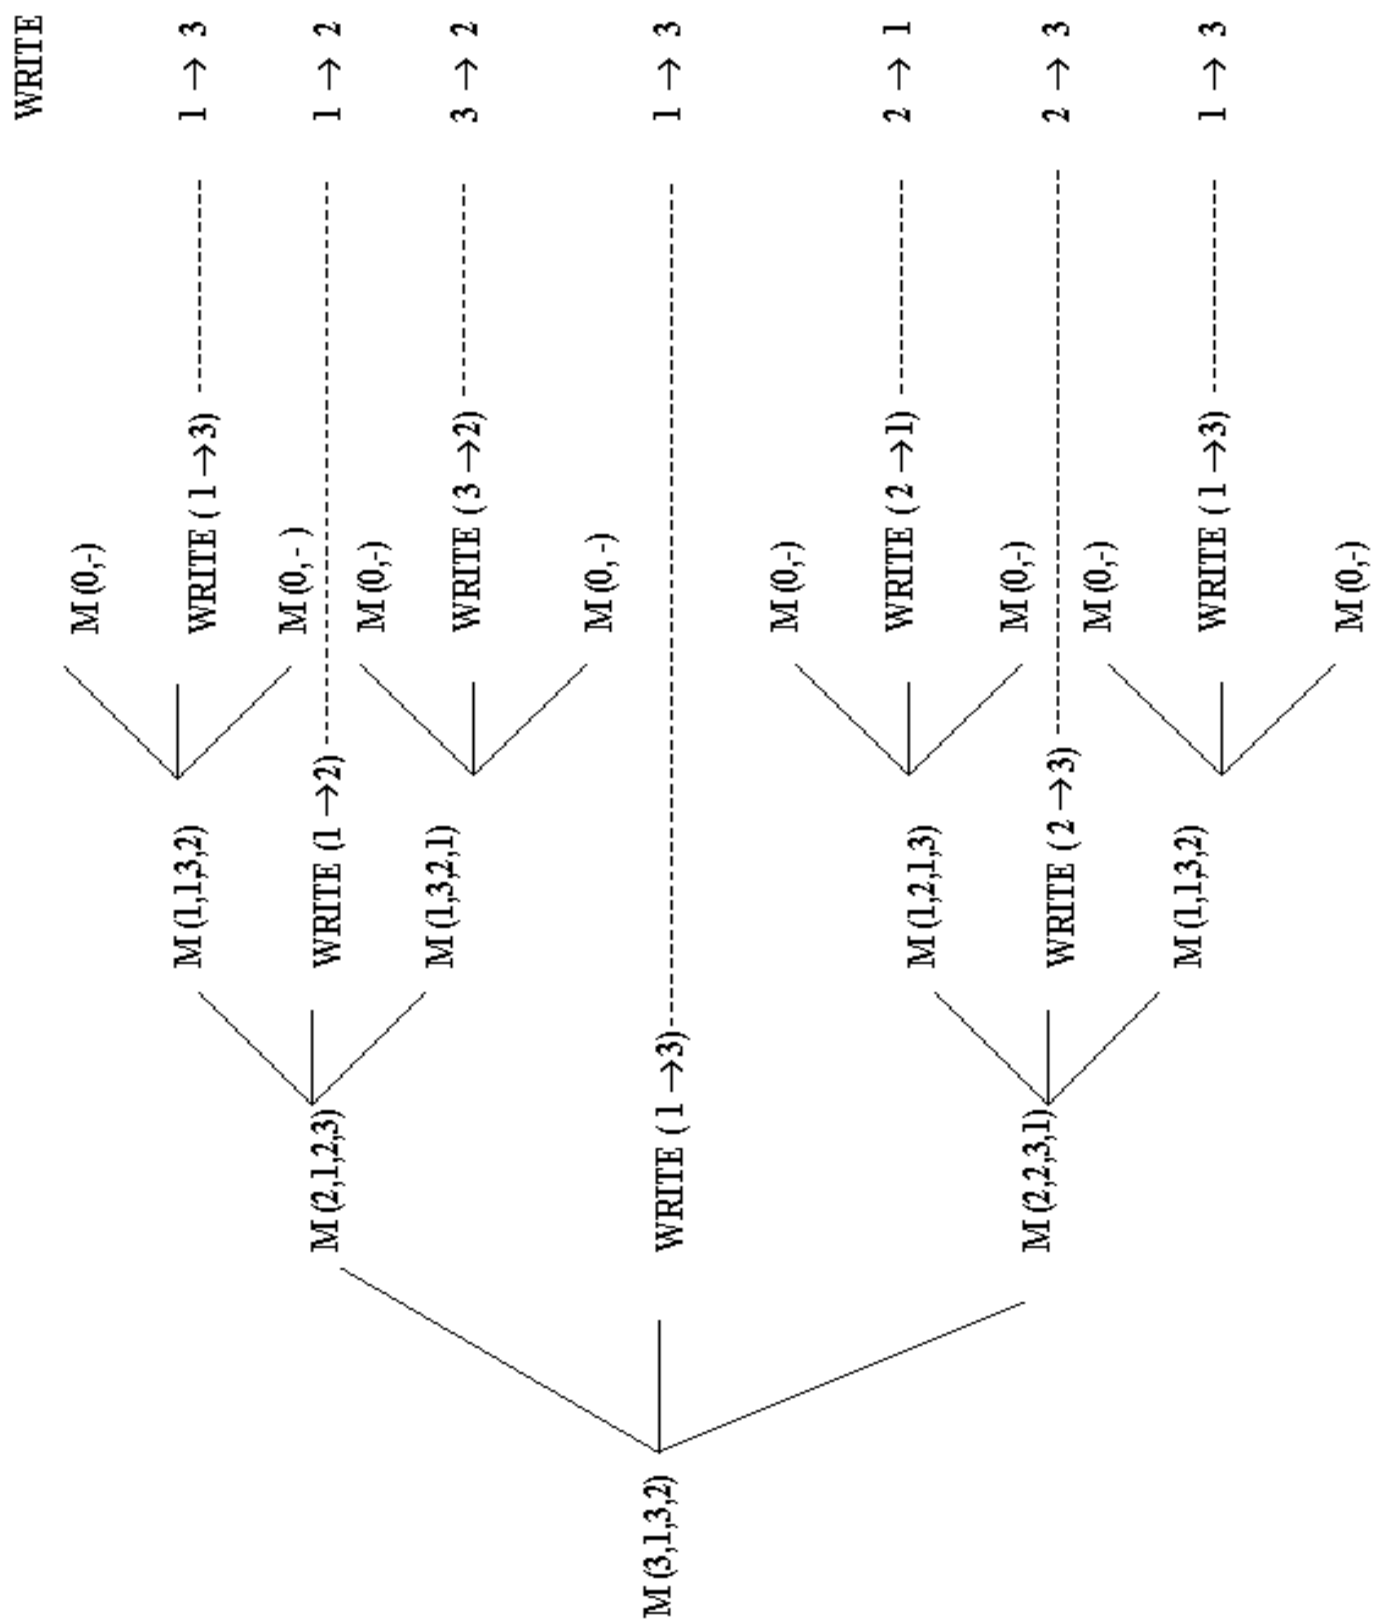 WRITE
M (0,-)
M (1,1,3,2) WRITE ( 1 →3) 1 → 3
M (0,- )
M (2,1,2,3) WRITE (1 →2) 1 → 2
M (0,-)
M (1,3,2,1) WRITE ( 3 →2) 3 → 2
M (0,-)
M (3,1,3,2) WRITE ( 1 →3) 1 → 3
M (0,-)
M (1,2,1,3) WRITE ( 2 →1) 2 → 1
M (0,-)
M (2,2,3,1) WRITE ( 2 →3) 2 → 3
M (0,-)
M (1,1,3,2) WRITE ( 1 →3) 1 → 3
M (0,-)